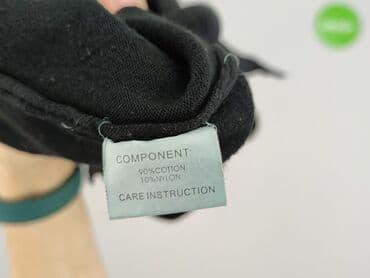 COMPONENT:
90%COTTON
10%NYLON
CARE INSTRUCTION